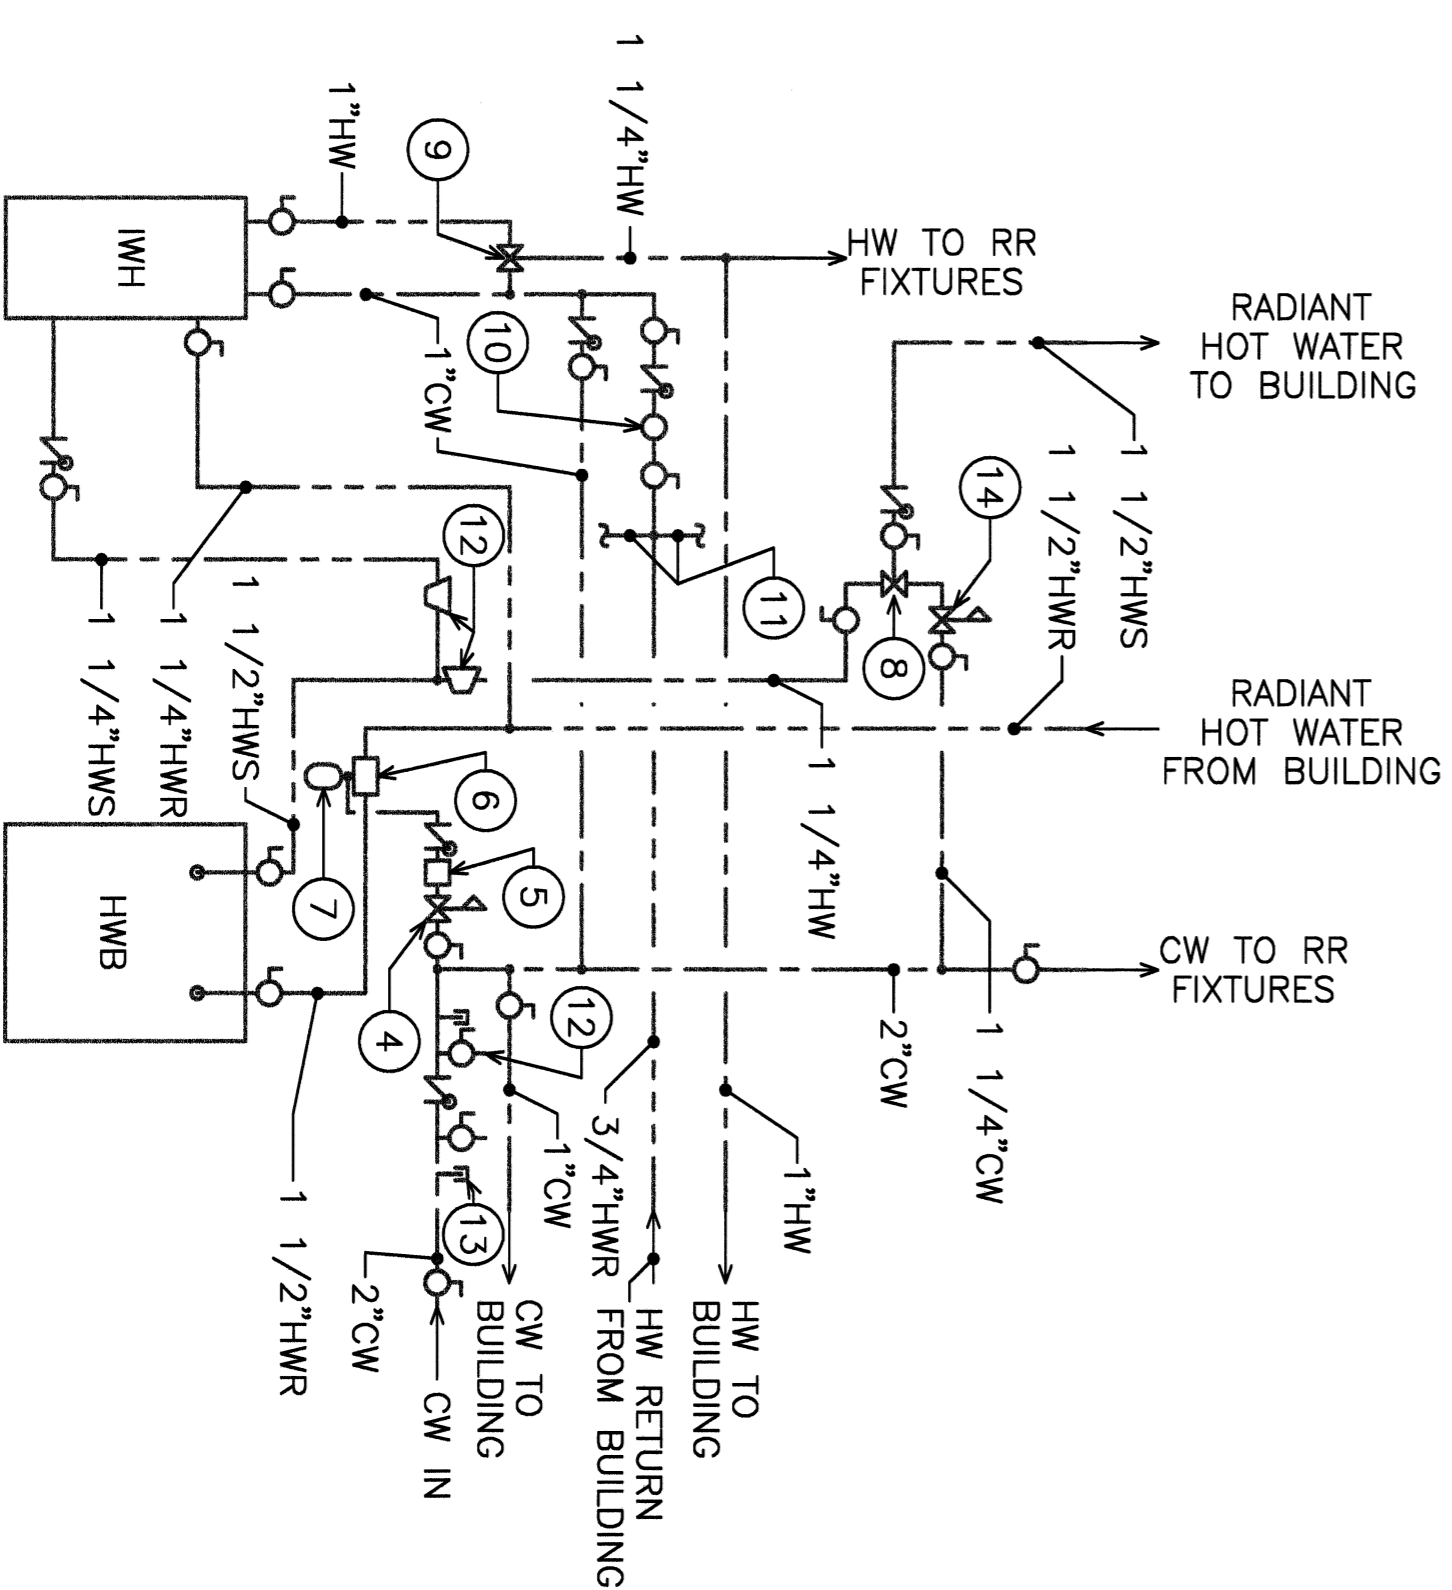 HW TO RR
FIXTURES
RADIANT
HOT WATER
TO BUILDING
RADIANT
HOT WATER
FROM BUILDING
CW TO RR
FIXTURES
1 1/4"HW
1"HW
9
IWH
10
1"CW
14
1 1/2"HWS
1 1/2"HWR
12
11
8
1 1/2"HWS
1 1/4"HWR
1 1/4"HWS
6
5
7
1 1/4"HW
HWB
4
12
2"CW
1 1/4"CW
13
1"CW
3/4"HWR
1"HW
1 1/2"HWR
2"CW
CW IN
CW TO
BUILDING
HW RETURN
FROM BUILDING
HW TO
BUILDING